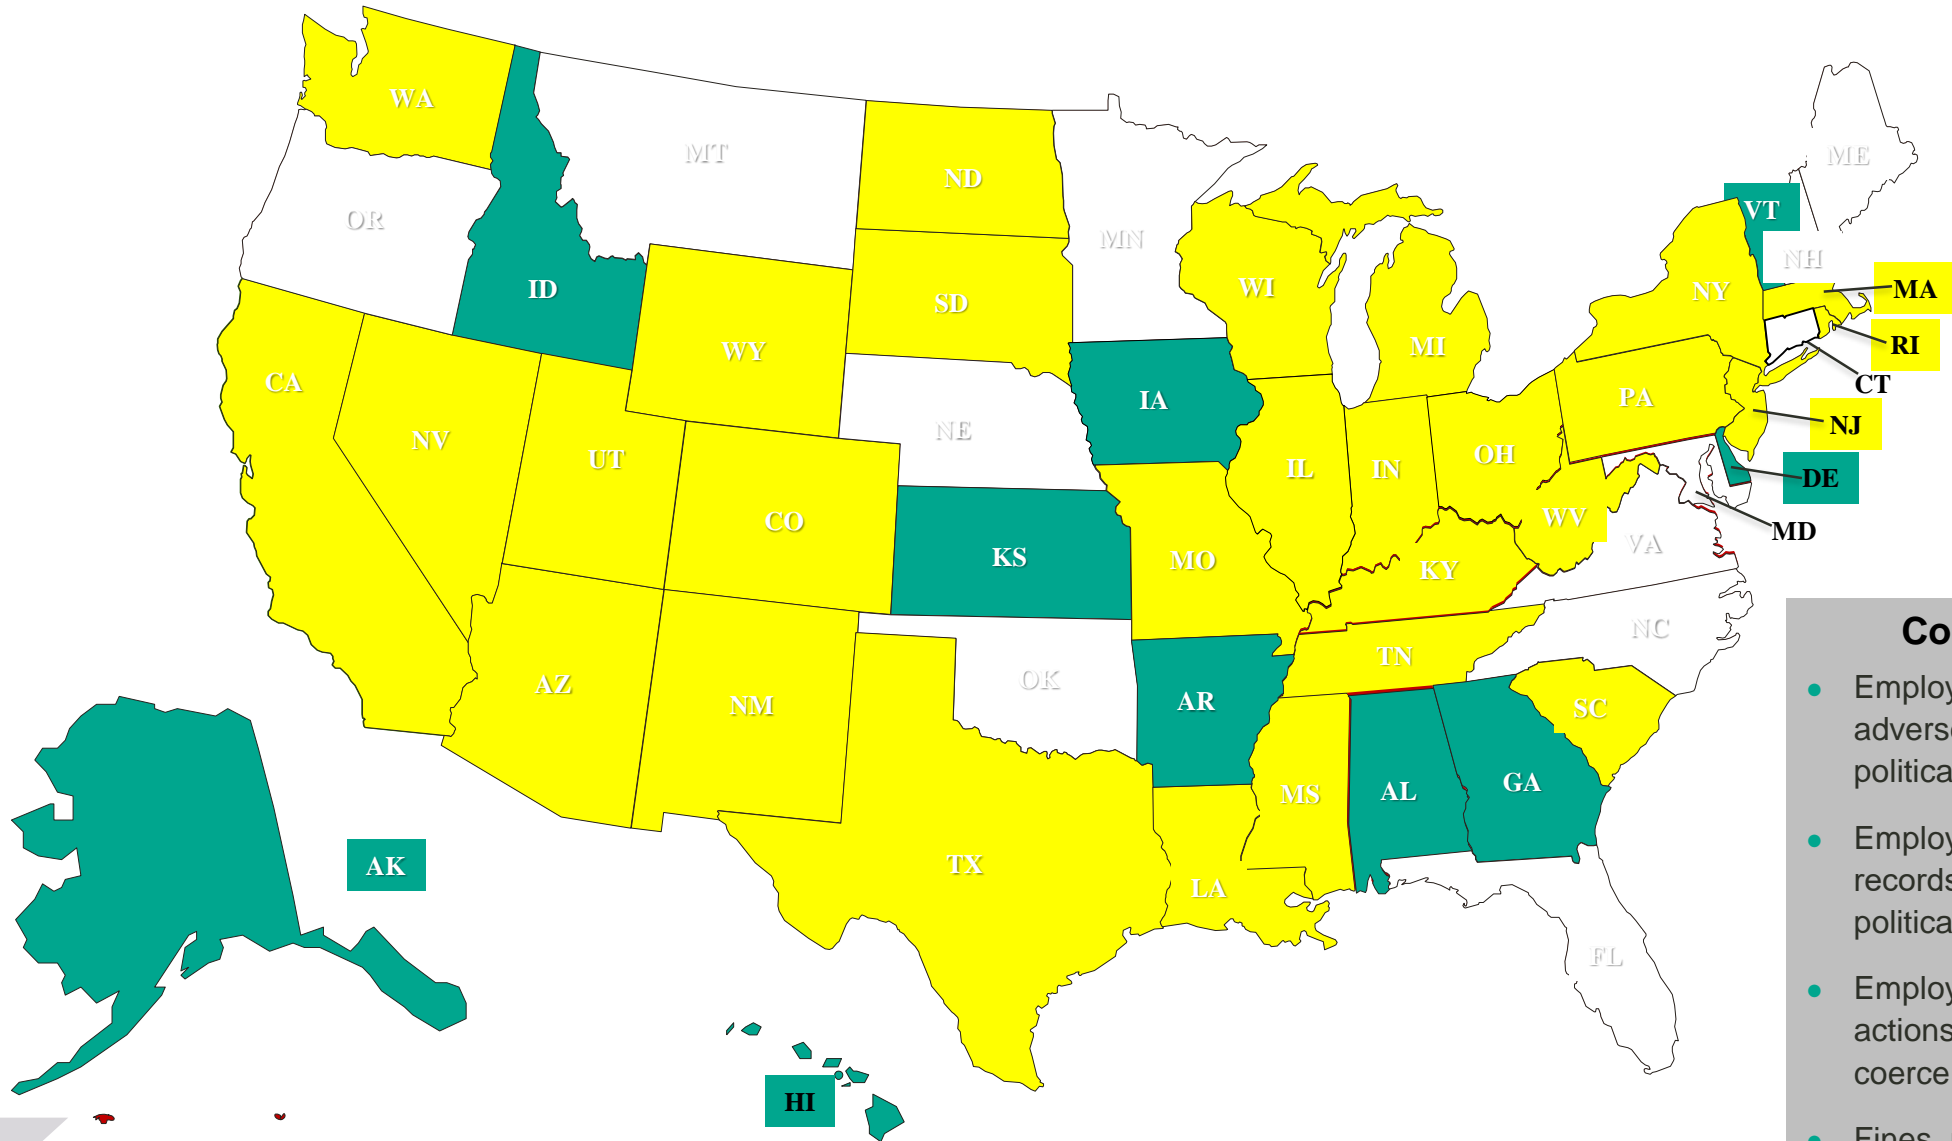 WA
MT
ME
ND
OR
VT
MN
NH
ID
WI
NY
MA
SD
RI
WY
MI
CT
CA
IA
PA
NE
NJ
NV
UT
IL
IN
OH
DE
CO
WV
MD
KS
MO
KY
VA
NC
TN
OK
AZ
NM
AR
SC
MS
AL
GA
TX
AK
LA
FL
HI
Co
Employ
adverse
politica
Employ
records
politica
Employ
actions
coerce
Fines